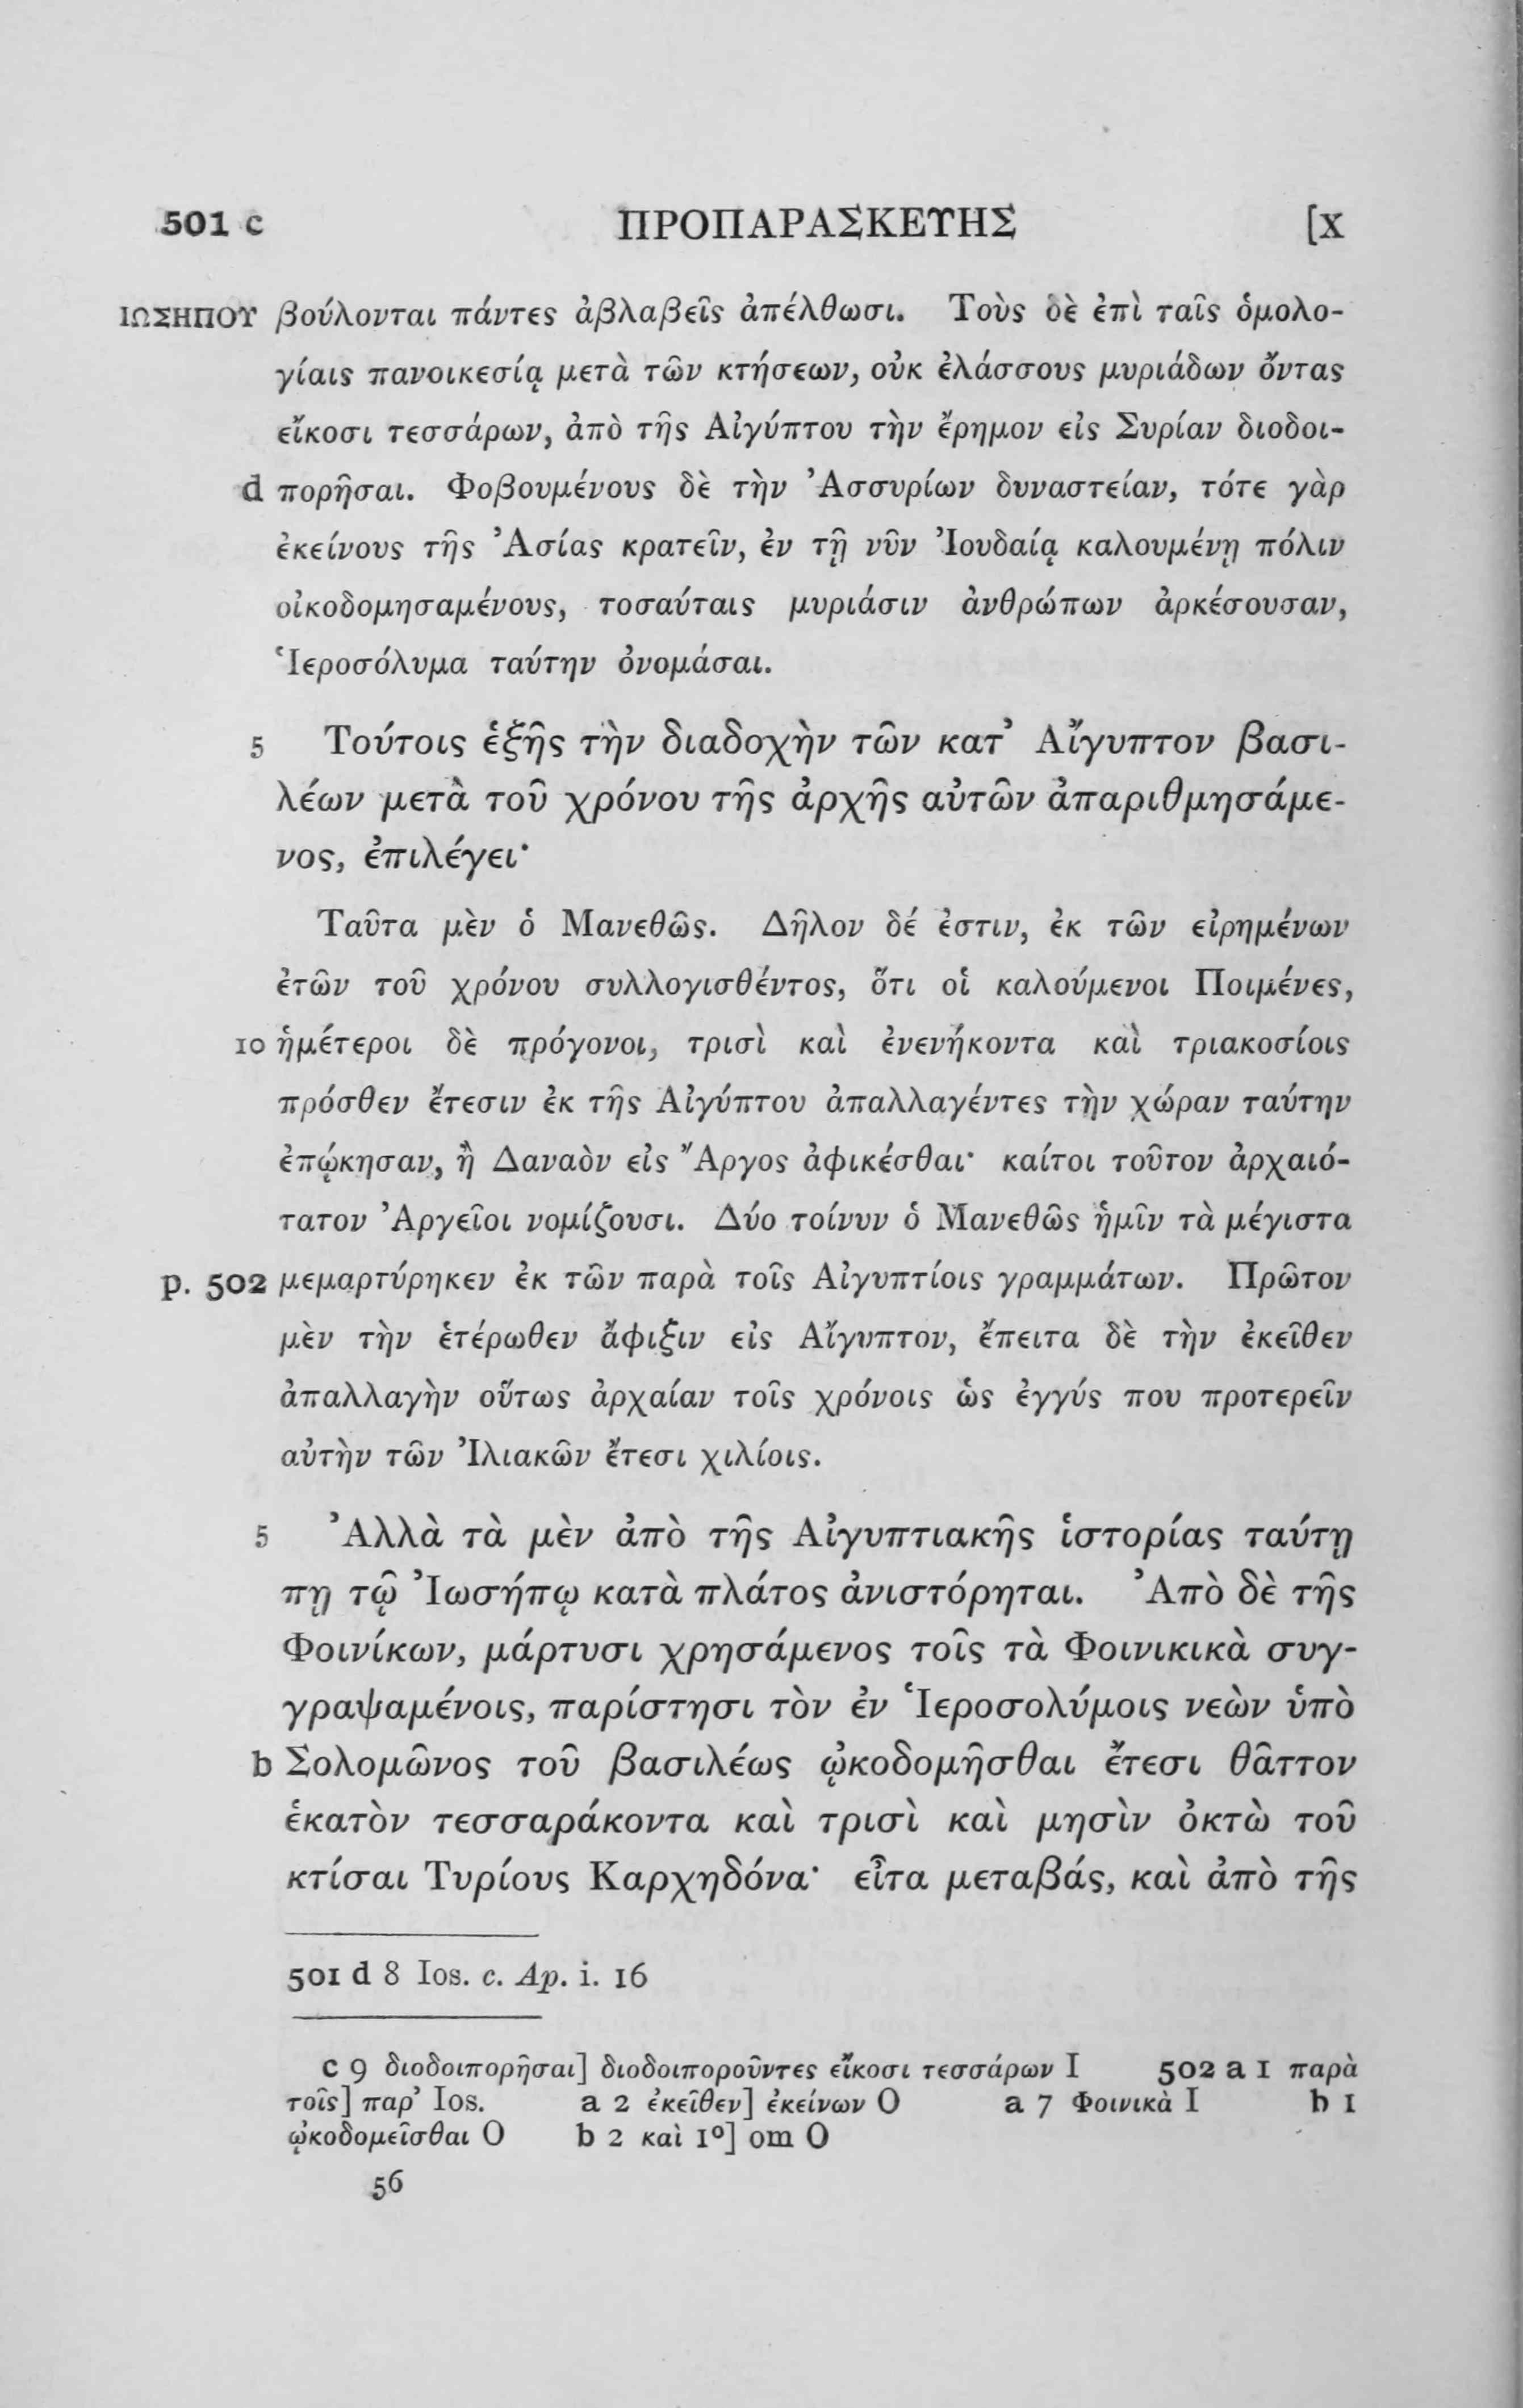 501 c ΠΡΟΠΑΡΑΣΚΕΥΗΣ [X
ΙΩΣΗΠΟΥ βούλονται πάντες ἀβλαβεῖς ἀπέλθωσι. Τοὺς δὲ ἐπὶ ταῖς ὁμολο-
γίαις πανοικεσίᾳ μετὰ τῶν κτήσεων, οὐκ ἐλάσσους μυριάδων ὄντας
εἴκοσι τεσσάρων, ἀπὸ τῆς Αἰγύπτου τὴν ἔρημον εἰς Συρίαν διοδοι-
d πορῆσαι. Φοβουμένους δὲ τὴν Ἀσσυρίων δυναστείαν, τότε γὰρ
ἐκείνους τῆς Ἀσίας κρατεῖν, ἐν τῇ νῦν Ἰουδαίᾳ καλουμένῃ πόλιν
οἰκοδομησαμένους, τοσαύταις μυριάσιν ἀνθρώπων ἀρκέσουσαν,
Ἱεροσόλυμα ταύτην ὀνομάσαι.
5 Τούτοις ἑξῆς τὴν διαδοχὴν τῶν κατ’ Αἴγυπτον βασι-
λέων μετὰ τοῦ χρόνου τῆς ἀρχῆς αὐτῶν ἀπαριθμησάμε-
νος, ἐπιλέγει·
Ταῦτα μὲν ὁ Μανεθῶς. Δῆλον δέ ἐστιν, ἐκ τῶν εἰρημένων
ἐτῶν τοῦ χρόνου συλλογισθέντος, ὅτι οἱ καλούμενοι Ποιμένες,
10 ἡμέτεροι δὲ πρόγονοι, τρισὶ καὶ ἐνενήκοντα καὶ τριακοσίοις
πρόσθεν ἔτεσιν ἐκ τῆς Αἰγύπτου ἀπαλλαγέντες τὴν χώραν ταύτην
ἐπῴκησαν, ἢ Δαναὸν εἰς Ἄργος ἀφικέσθαι· καίτοι τοῦτον ἀρχαιό-
τατον Ἀργεῖοι νομίζουσι. Δύο τοίνυν ὁ Μανεθῶς ἡμῖν τὰ μέγιστα
p. 502 μεμαρτύρηκεν ἐκ τῶν παρὰ τοῖς Αἰγυπτίοις γραμμάτων. Πρῶτον
μὲν τὴν ἑτέρωθεν ἄφιξιν εἰς Αἴγυπτον, ἔπειτα δὲ τὴν ἐκεῖθεν
ἀπαλλαγὴν οὕτως ἀρχαίαν τοῖς χρόνοις ὡς ἐγγύς που προτερεῖν
αὐτὴν τῶν Ἰλιακῶν ἔτεσι χιλίοις.
5 Ἀλλὰ τὰ μὲν ἀπὸ τῆς Αἰγυπτιακῆς ἱστορίας ταύτῃ
πῃ τῷ Ἰωσήπῳ κατὰ πλάτος ἀνιστόρηται. Ἀπὸ δὲ τῆς
Φοινίκων, μάρτυσι χρησάμενος τοῖς τὰ Φοινικικὰ συγ-
γραψαμένοις, παρίστησι τὸν ἐν Ἱεροσολύμοις νεὼν ὑπὸ
b Σολομῶνος τοῦ βασιλέως ᾠκοδομῆσθαι ἔτεσι θᾶττον
ἑκατὸν τεσσαράκοντα καὶ τρισὶ καὶ μησὶν ὀκτὼ τοῦ
κτίσαι Τυρίους Καρχηδόνα· εἶτα μεταβάς, καὶ ἀπὸ τῆς
501 d 8 Ios. c. Ap. i. 16
c 9 διοδοιπορῆσαι] διοδοιποροῦντες εἴκοσι τεσσάρων I 502 a 1 παρὰ
τοῖς] παρ’ Ios. a 2 ἐκεῖθεν] ἐκείνων O a 7 Φοινικὰ I b 1
ᾠκοδομεῖσθαι O b 2 καὶ 1º] om O
56